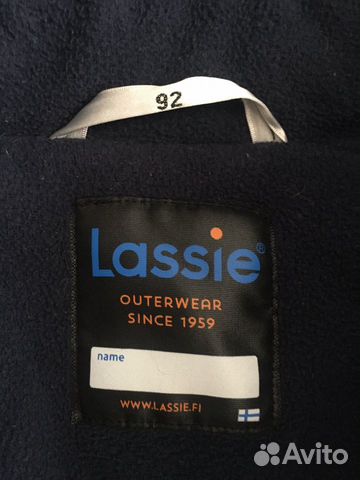 92
Lassie®
OUTERWEAR
SINCE 1959
name
WWW.LASSIE.FI
Avito